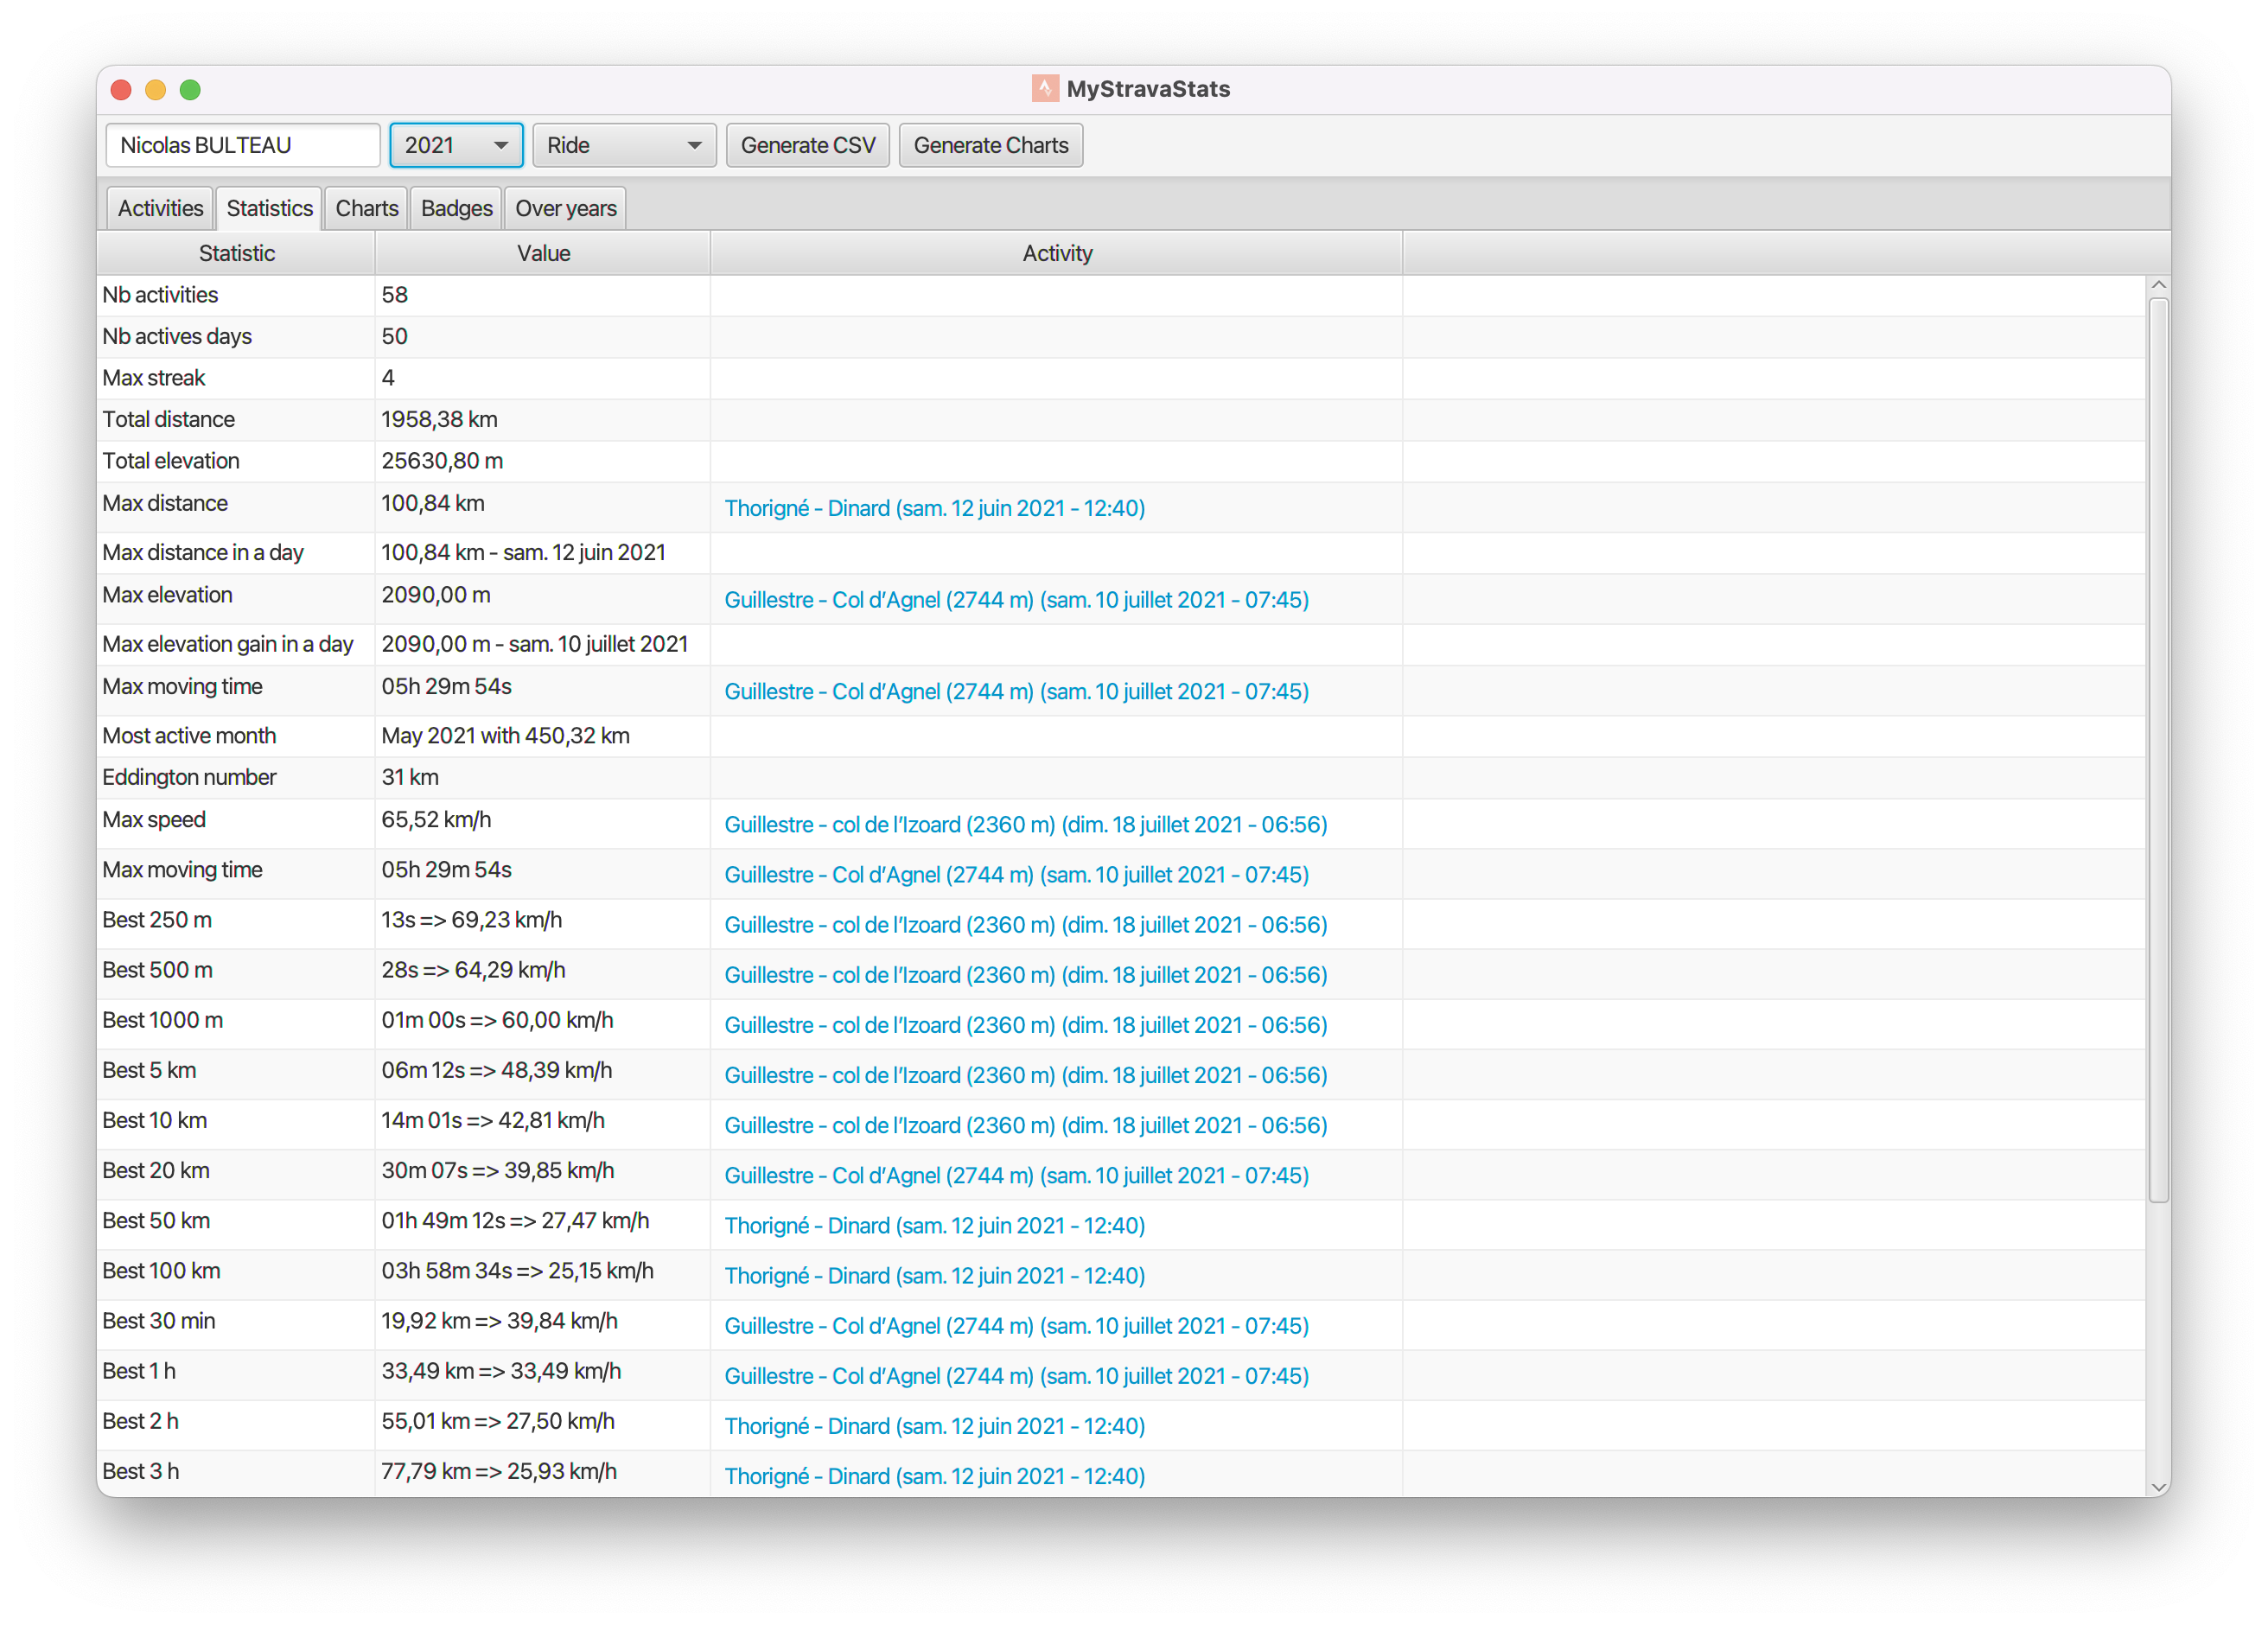 MyStravaStats
Nicolas BULTEAU 2021 Ride Generate CSV Generate Charts
Activities Statistics Charts Badges Over years
Statistic Value Activity
Nb activities 58
Nb actives days 50
Max streak 4
Total distance 1958,38 km
Total elevation 25630,80 m
Max distance 100,84 km Thorigné - Dinard (sam. 12 juin 2021 - 12:40)
Max distance in a day 100,84 km - sam. 12 juin 2021
Max elevation 2090,00 m Guillestre - Col d’Agnel (2744 m) (sam. 10 juillet 2021 - 07:45)
Max elevation gain in a day 2090,00 m - sam. 10 juillet 2021
Max moving time 05h 29m 54s Guillestre - Col d’Agnel (2744 m) (sam. 10 juillet 2021 - 07:45)
Most active month May 2021 with 450,32 km
Eddington number 31 km
Max speed 65,52 km/h Guillestre - col de l’Izoard (2360 m) (dim. 18 juillet 2021 - 06:56)
Max moving time 05h 29m 54s Guillestre - Col d’Agnel (2744 m) (sam. 10 juillet 2021 - 07:45)
Best 250 m 13s => 69,23 km/h Guillestre - col de l’Izoard (2360 m) (dim. 18 juillet 2021 - 06:56)
Best 500 m 28s => 64,29 km/h Guillestre - col de l’Izoard (2360 m) (dim. 18 juillet 2021 - 06:56)
Best 1000 m 01m 00s => 60,00 km/h Guillestre - col de l’Izoard (2360 m) (dim. 18 juillet 2021 - 06:56)
Best 5 km 06m 12s => 48,39 km/h Guillestre - col de l’Izoard (2360 m) (dim. 18 juillet 2021 - 06:56)
Best 10 km 14m 01s => 42,81 km/h Guillestre - col de l’Izoard (2360 m) (dim. 18 juillet 2021 - 06:56)
Best 20 km 30m 07s => 39,85 km/h Guillestre - Col d’Agnel (2744 m) (sam. 10 juillet 2021 - 07:45)
Best 50 km 01h 49m 12s => 27,47 km/h Thorigné - Dinard (sam. 12 juin 2021 - 12:40)
Best 100 km 03h 58m 34s => 25,15 km/h Thorigné - Dinard (sam. 12 juin 2021 - 12:40)
Best 30 min 19,92 km => 39,84 km/h Guillestre - Col d’Agnel (2744 m) (sam. 10 juillet 2021 - 07:45)
Best 1 h 33,49 km => 33,49 km/h Guillestre - Col d’Agnel (2744 m) (sam. 10 juillet 2021 - 07:45)
Best 2 h 55,01 km => 27,50 km/h Thorigné - Dinard (sam. 12 juin 2021 - 12:40)
Best 3 h 77,79 km => 25,93 km/h Thorigné - Dinard (sam. 12 juin 2021 - 12:40)